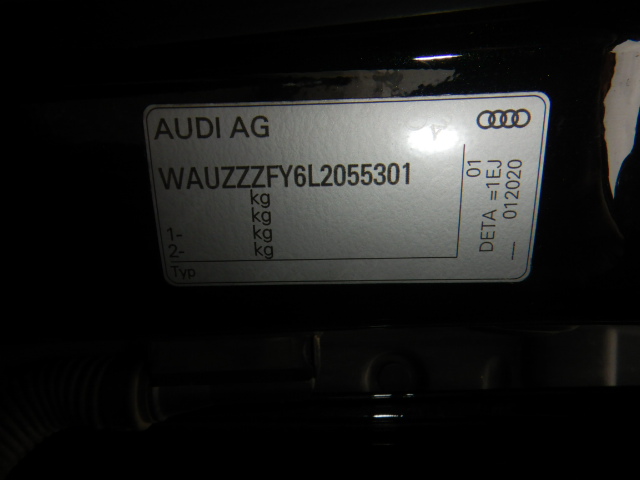 AUDI AG
WAUZZZFY6L2055301
kg
kg
1- kg
2- kg
Typ
01
DETA =1EJ
— 012020